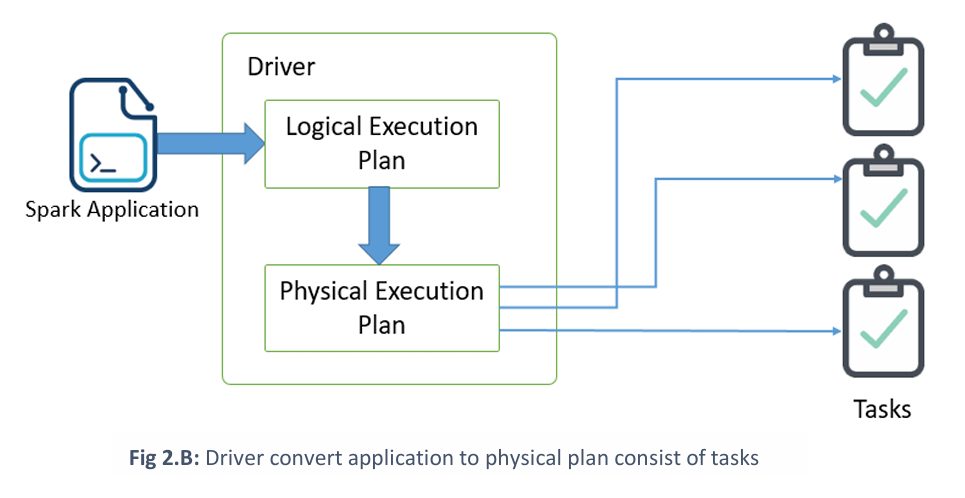 Driver
Logical Execution
Plan
>_
Spark Application
Physical Execution
Plan
Tasks
Fig 2.B: Driver convert application to physical plan consist of tasks